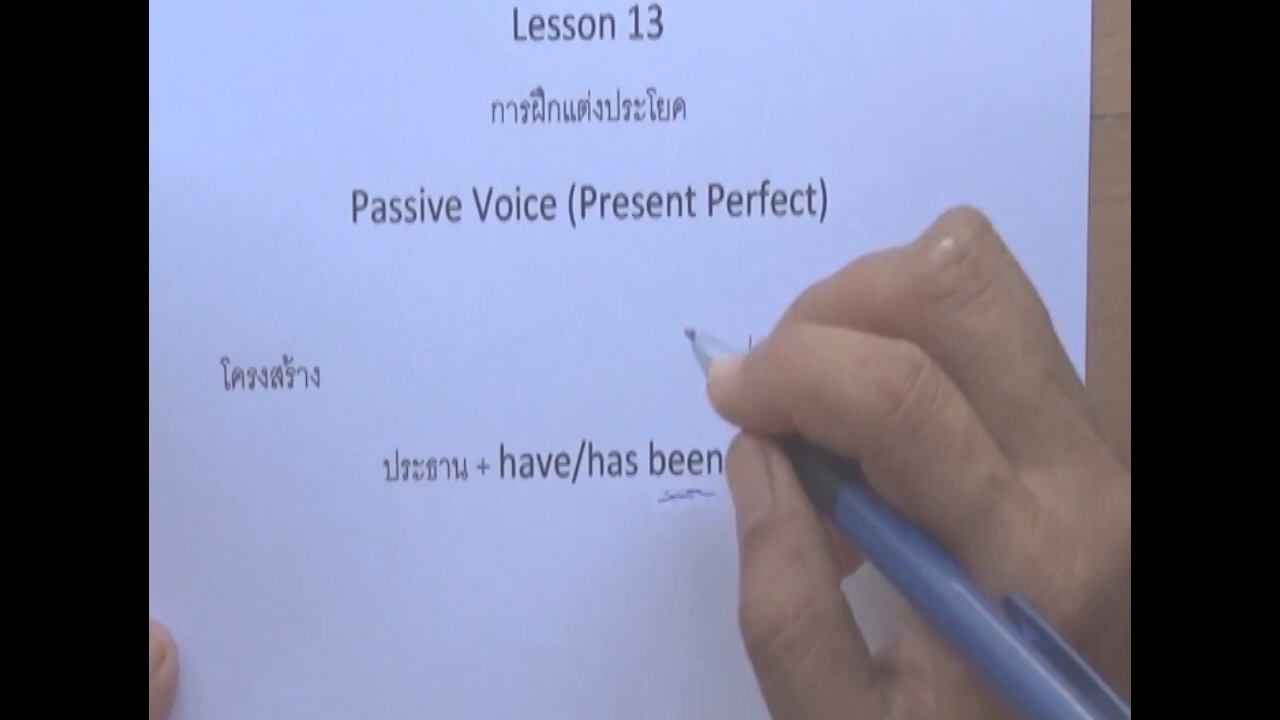 Lesson 13
การฝึกแต่งประโยค
Passive Voice (Present Perfect)
โครงสร้าง
ประธาน + have/has been